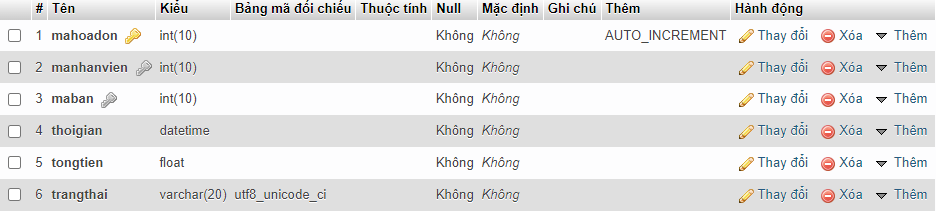 # Tên Kiểu Bảng mã đối chiếu Thuộc tính Null Mặc định Ghi chú Thêm Hành động
1 mahoadon int(10) Không Không AUTO_INCREMENT Thay đổi Xóa Thêm
2 manhanvien int(10) Không Không Thay đổi Xóa Thêm
3 maban int(10) Không Không Thay đổi Xóa Thêm
4 thoigian datetime Không Không Thay đổi Xóa Thêm
5 tongtien float Không Không Thay đổi Xóa Thêm
6 trangthai varchar(20) utf8_unicode_ci Không Không Thay đổi Xóa Thêm